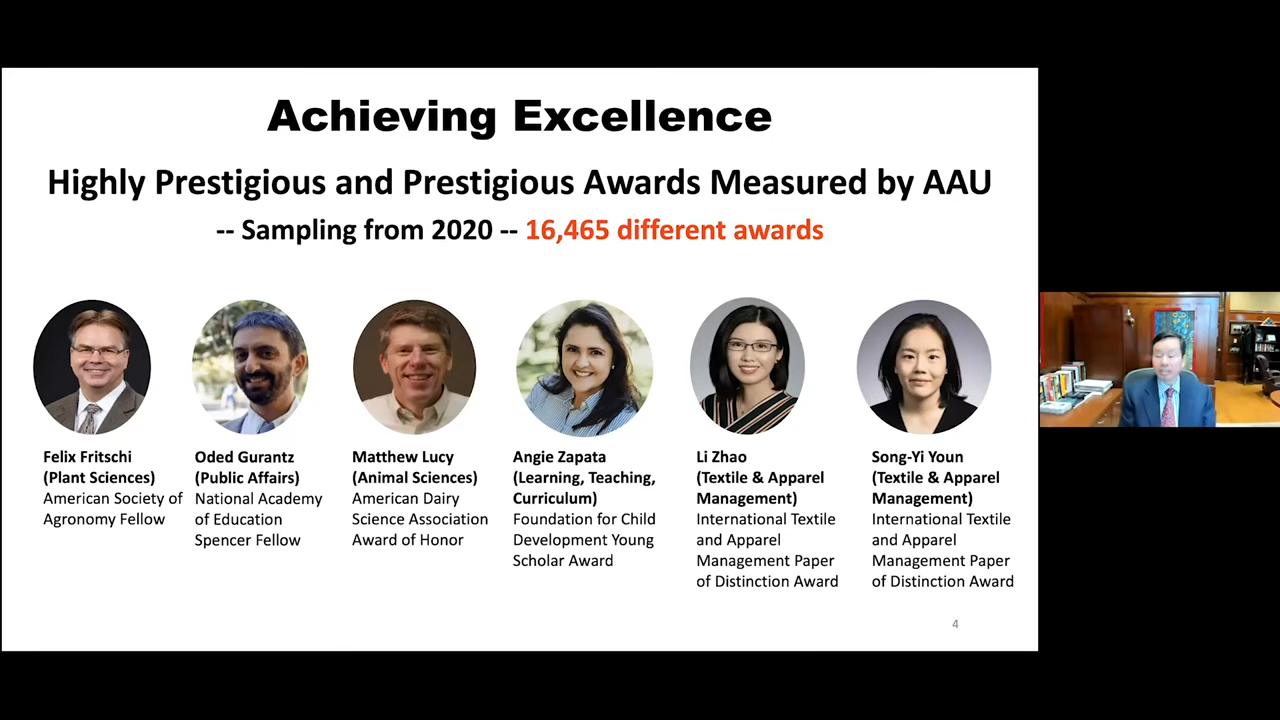 Achieving Excellence
Highly Prestigious and Prestigious Awards Measured by AAU
-- Sampling from 2020 -- 16,465 different awards
Felix Fritschi
(Plant Sciences)
American Society of
Agronomy Fellow
Oded Gurantz
(Public Affairs)
National Academy
of Education
Spencer Fellow
Matthew Lucy
(Animal Sciences)
American Dairy
Science Association
Award of Honor
Angie Zapata
(Learning, Teaching,
Curriculum)
Foundation for Child
Development Young
Scholar Award
Li Zhao
(Textile & Apparel
Management)
International Textile
and Apparel
Management Paper
of Distinction Award
Song-Yi Youn
(Textile & Apparel
Management)
International Textile
and Apparel
Management Paper
of Distinction Award
4